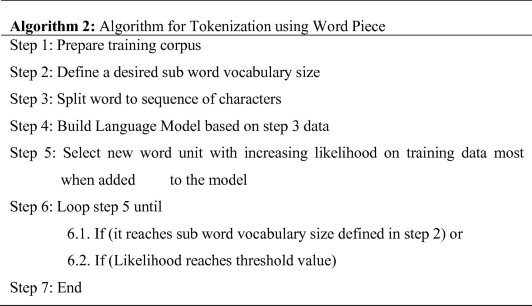 Algorithm 2: Algorithm for Tokenization using Word Piece
Step 1: Prepare training corpus
Step 2: Define a desired sub word vocabulary size
Step 3: Split word to sequence of characters
Step 4: Build Language Model based on step 3 data
Step 5: Select new word unit with increasing likelihood on training data most
when added to the model
Step 6: Loop step 5 until
6.1. If (it reaches sub word vocabulary size defined in step 2) or
6.2. If (Likelihood reaches threshold value)
Step 7: End